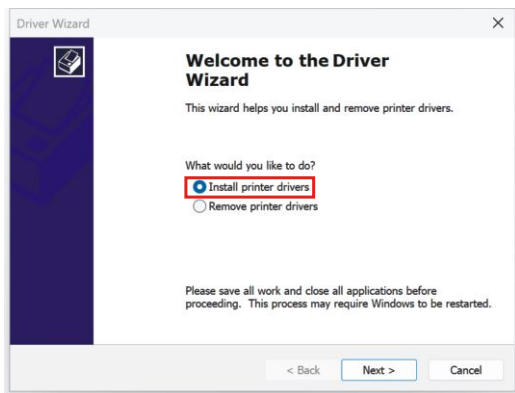 Driver Wizard
Welcome to the Driver
Wizard
This wizard helps you install and remove printer drivers.
What would you like to do?
Install printer drivers
Remove printer drivers
Please save all work and close all applications before
proceeding. This process may require Windows to be restarted.
< Back Next > Cancel